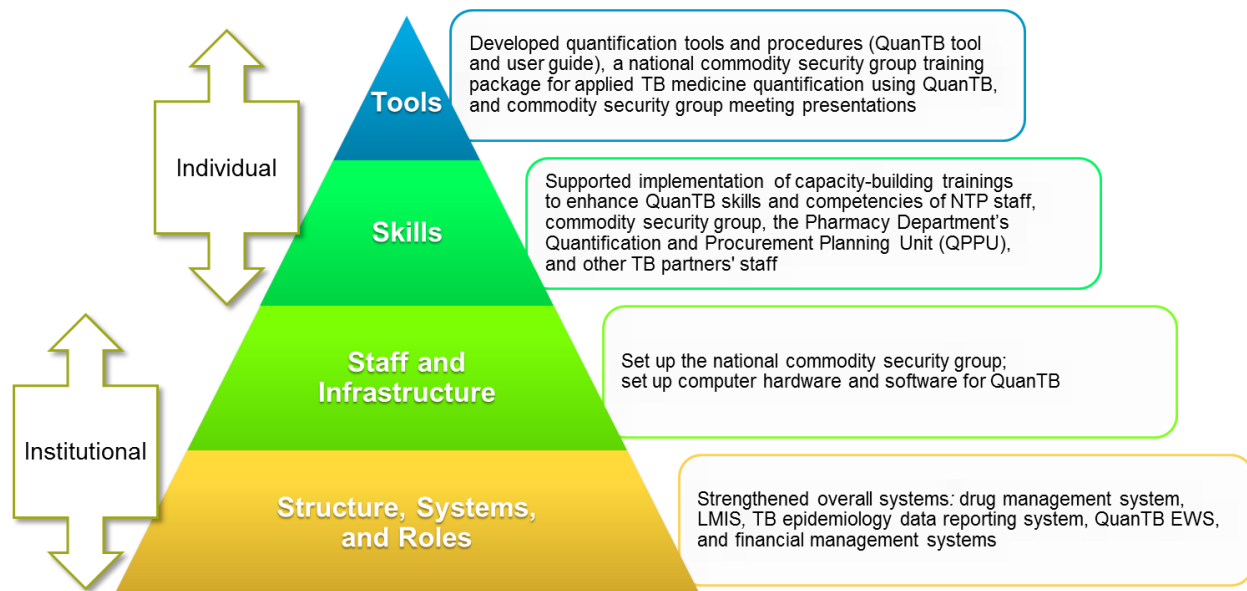 Developed quantification tools and procedures (QuanTB tool
and user guide), a national commodity security group training
package for applied TB medicine quantification using QuanTB,
and commodity security group meeting presentations
Tools
Individual
Supported implementation of capacity-building trainings
to enhance QuanTB skills and competencies of NTP staff,
commodity security group, the Pharmacy Department's
Quantification and Procurement Planning Unit (QPPU),
and other TB partners' staff
Skills
Staff and
Infrastructure
Set up the national commodity security group;
set up computer hardware and software for QuanTB
Institutional
Structure, Systems,
and Roles
Strengthened overall systems: drug management system,
LMIS, TB epidemiology data reporting system, QuanTB EWS,
and financial management systems